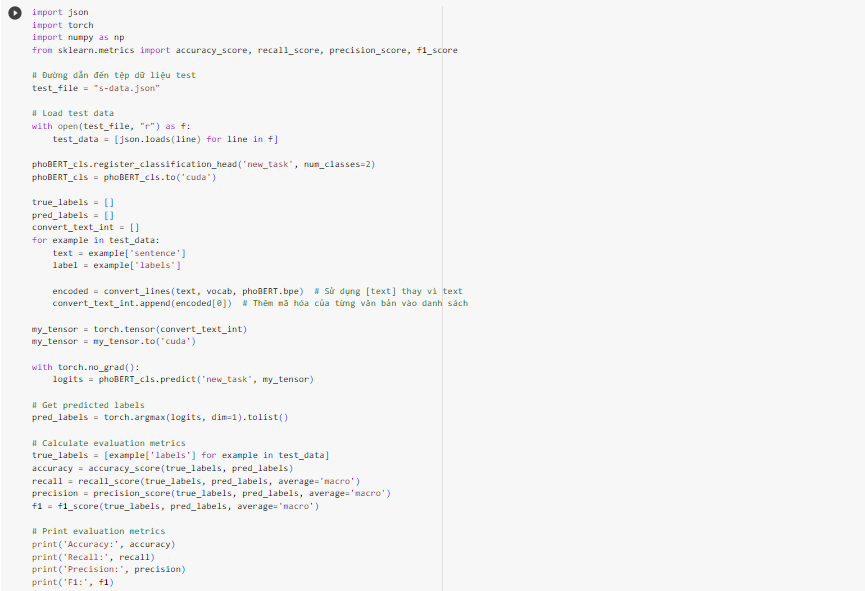 import json
import torch
import numpy as np
from sklearn.metrics import accuracy_score, recall_score, precision_score, f1_score
# Đường dẫn đến tệp dữ liệu test
test_file = "s-data.json"
# Load test data
with open(test_file, "r") as f:
    test_data = [json.loads(line) for line in f]
phoBERT_cls.register_classification_head('new_task', num_classes=2)
phoBERT_cls = phoBERT_cls.to('cuda')
true_labels = []
pred_labels = []
convert_text_int = []
for example in test_data:
    text = example['sentence']
    label = example['labels']
    encoded = convert_lines(text, vocab, phoBERT.bpe)  # Sử dụng [text] thay vì text
    convert_text_int.append(encoded[0])  # Thêm mã hóa của từng văn bản vào danh sách
my_tensor = torch.tensor(convert_text_int)
my_tensor = my_tensor.to('cuda')
with torch.no_grad():
    logits = phoBERT_cls.predict('new_task', my_tensor)
# Get predicted labels
pred_labels = torch.argmax(logits, dim=1).tolist()
# Calculate evaluation metrics
true_labels = [example['labels'] for example in test_data]
accuracy = accuracy_score(true_labels, pred_labels)
recall = recall_score(true_labels, pred_labels, average='macro')
precision = precision_score(true_labels, pred_labels, average='macro')
f1 = f1_score(true_labels, pred_labels, average='macro')
# Print evaluation metrics
print('Accuracy:', accuracy)
print('Recall:', recall)
print('Precision:', precision)
print('F1:', f1)